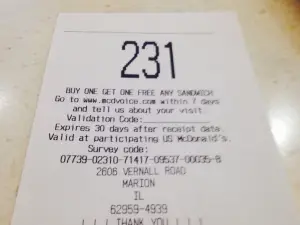 231
BUY ONE GET ONE FREE ANY SANDWICH
Go to www.mcdvoice.com within 7 days
and tell us about your visit.
Validation Code:
Expires 30 days after receipt date.
Valid at participating US McDonald's.
Survey code:
07739-02310-71417-09537-00035-8
2606 VERNALL ROAD
MARION
IL
62959-4939
! ! ! THANK YOU ! ! !